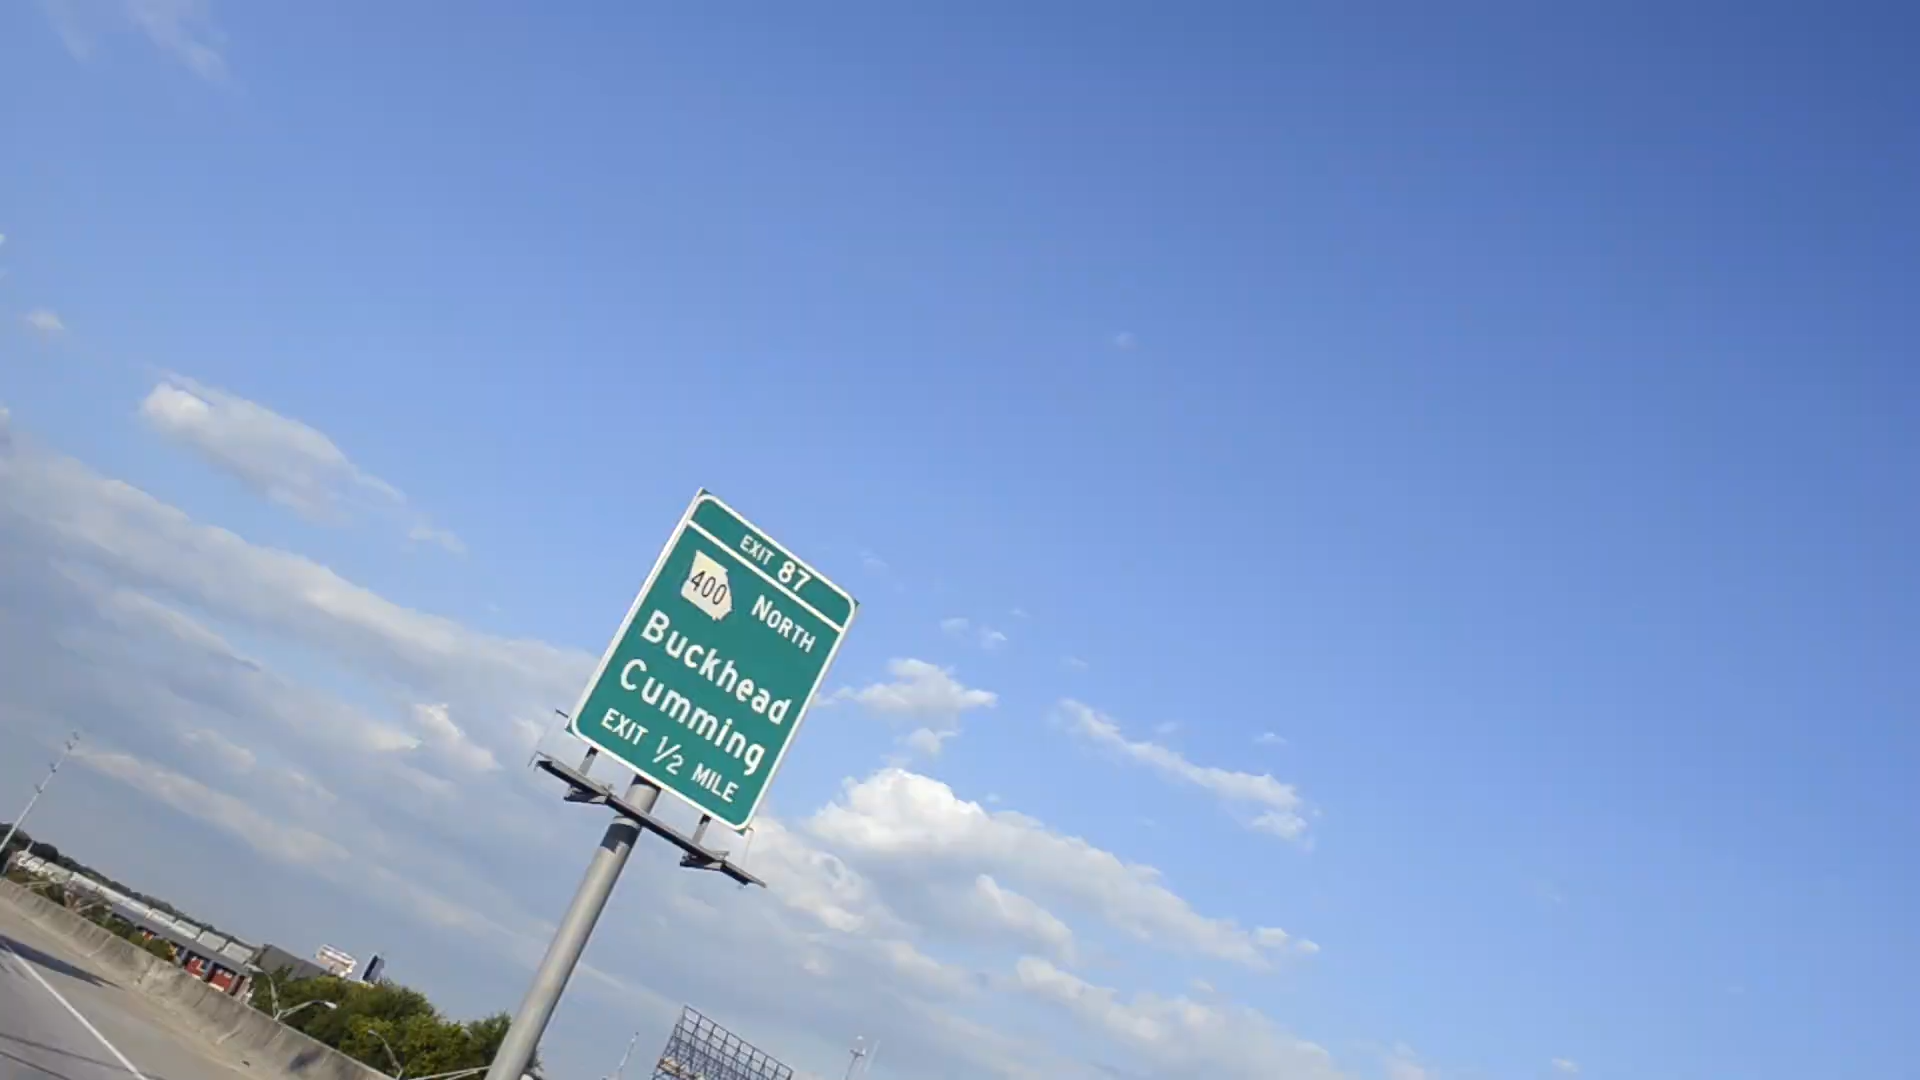 EXIT 87
400 NORTH
Buckhead
Cumming
EXIT 1/2 MILE